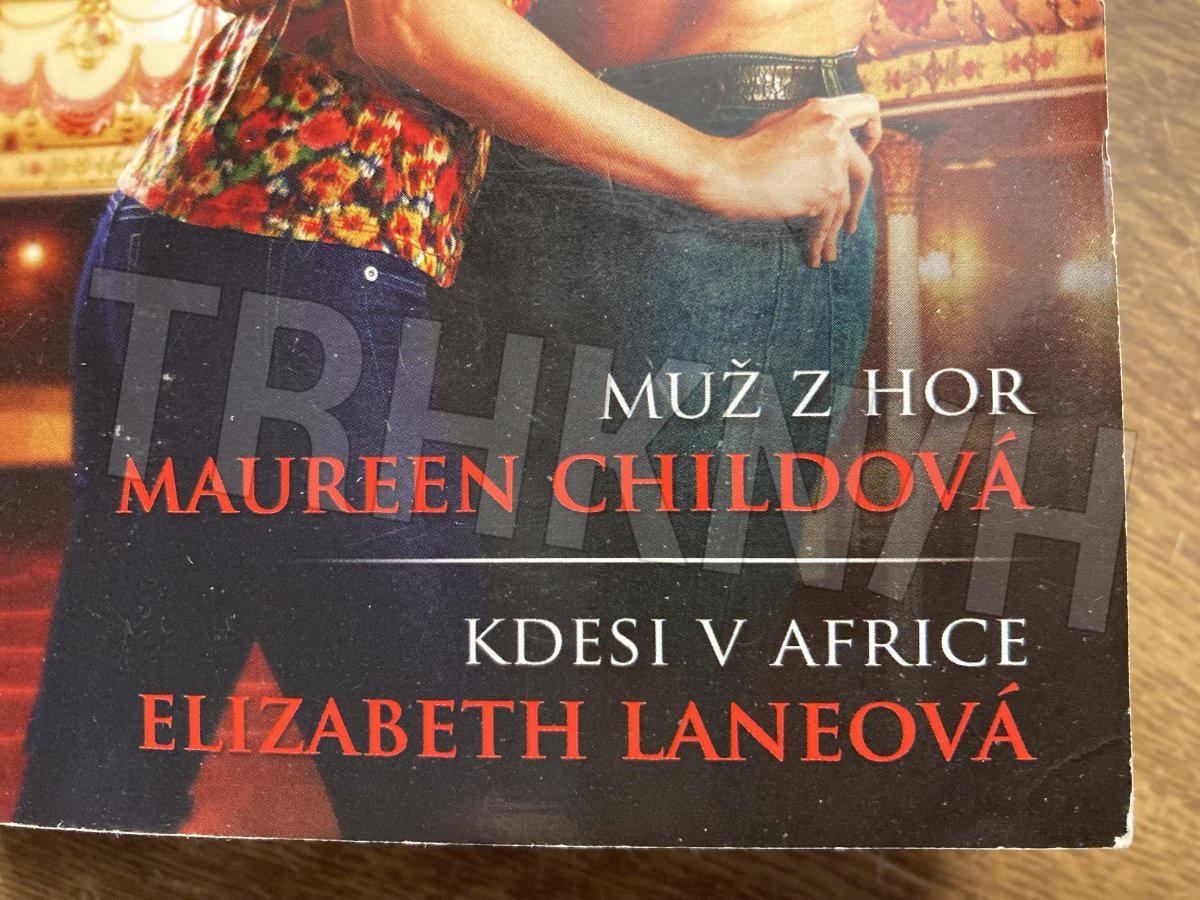 MUŽ Z HOR
MAUREEN CHILDOVÁ
KDESI V AFRICE
ELIZABETH LANEOVÁ
TRHKNIH